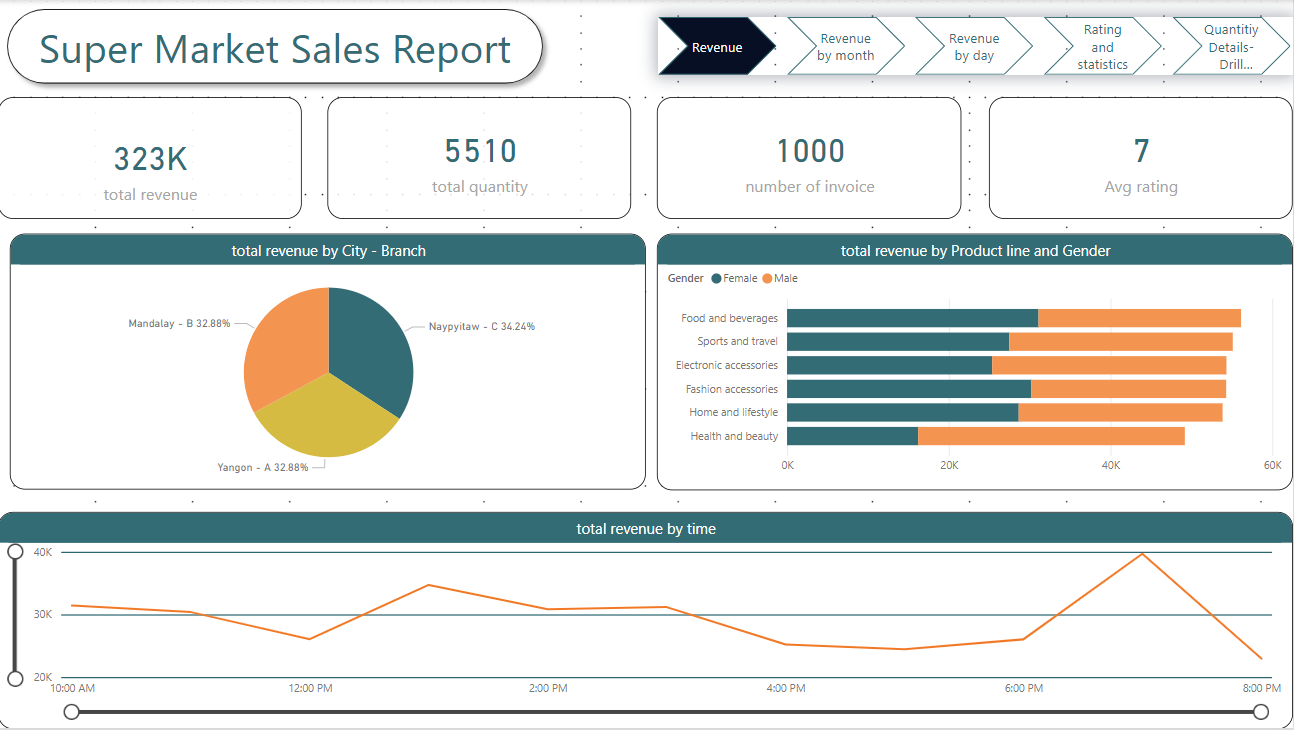 Super Market Sales Report
Revenue
Revenue
by month
Revenue
by day
Rating
and
statistics
Quantitiy
Details-
Drill...
323K
total revenue
5510
total quantity
1000
number of invoice
7
Avg rating
total revenue by City - Branch
Mandalay - B 32.88%
Naypyitaw - C 34.24%
Yangon - A 32.88%
total revenue by Product line and Gender
Gender Female Male
Food and beverages
Sports and travel
Electronic accessories
Fashion accessories
Home and lifestyle
Health and beauty
0K 20K 40K 60K
total revenue by time
40K
30K
20K
10:00 AM 12:00 PM 2:00 PM 4:00 PM 6:00 PM 8:00 PM